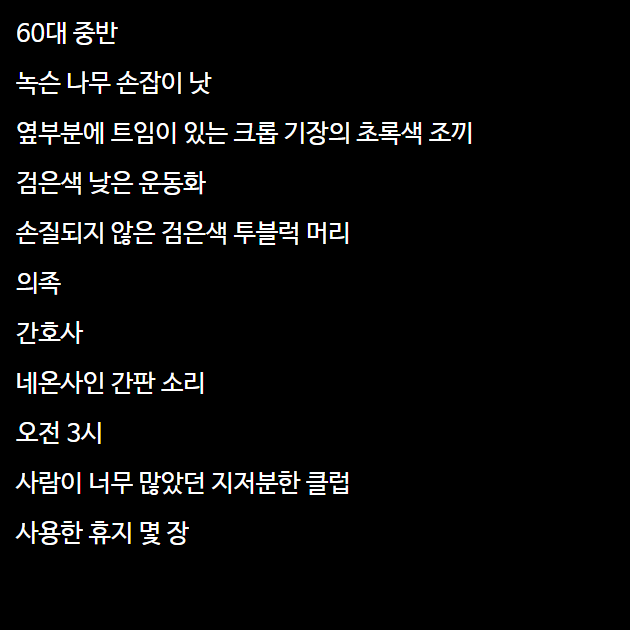 60대 중반
녹슨 나무 손잡이 낫
옆부분에 트임이 있는 크롭 기장의 초록색 조끼
검은색 낮은 운동화
손질되지 않은 검은색 투블럭 머리
의족
간호사
네온사인 간판 소리
오전 3시
사람이 너무 많았던 지저분한 클럽
사용한 휴지 몇 장